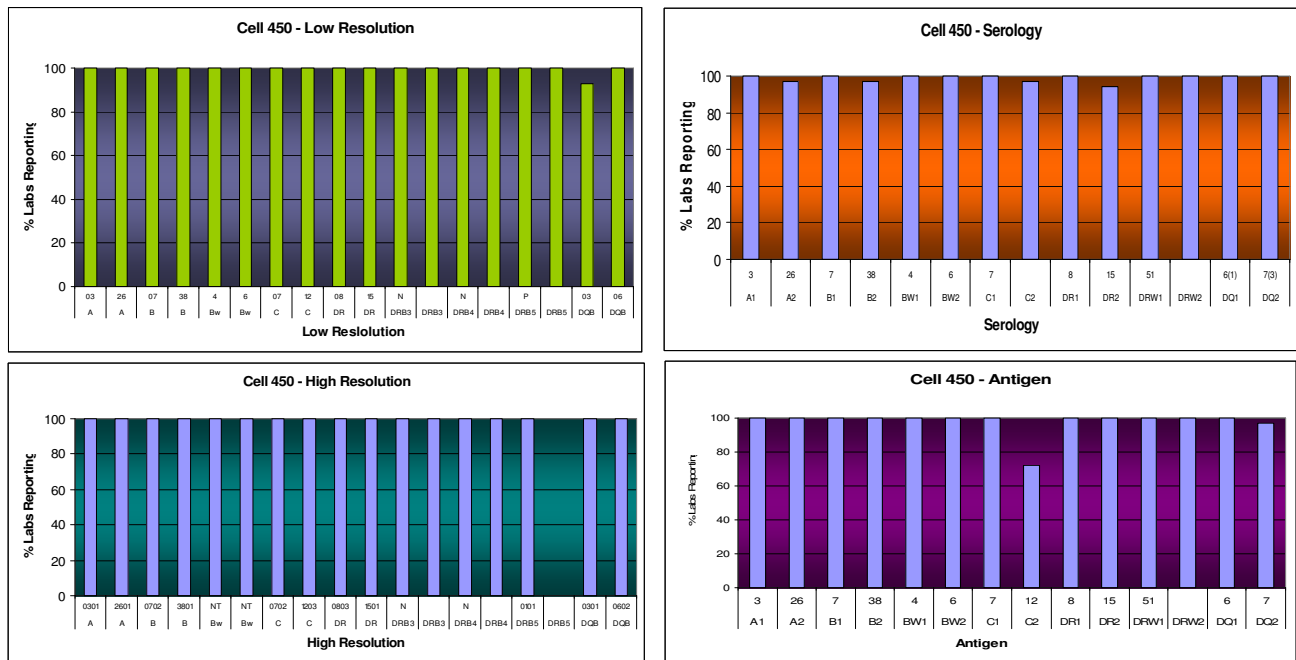 Cell 450 - Low Resolution
% Labs Reporting
100
80
60
40
20
0
03 26 07 38 4 6 07 12 08 15 N N P 03 06
A A B B Bw Bw C C DR DR DRB3 DRB3 DRB4 DRB4 DRB5 DRB5 DQB DQB
Low Reslolution
Cell 450 - Serology
% Labs Reporting
100
80
60
40
20
0
3 26 7 38 4 6 7 8 15 51 6(1) 7(3)
A1 A2 B1 B2 BW1 BW2 C1 C2 DR1 DR2 DRW1 DRW2 DQ1 DQ2
Serology
Cell 450 - High Resolution
% Labs Reporting
100
80
60
40
20
0
0301 2601 0702 3801 NT NT 0702 1203 0803 1501 N N 0101 0301 0602
A A B B Bw Bw C C DR DR DRB3 DRB3 DRB4 DRB4 DRB5 DRB5 DQB DQB
High Resolution
Cell 450 - Antigen
% Labs Reporting
100
80
60
40
20
0
3 26 7 38 4 6 7 12 8 15 51 6 7
A1 A2 B1 B2 BW1 BW2 C1 C2 DR1 DR2 DRW1 DRW2 DQ1 DQ2
Antigen